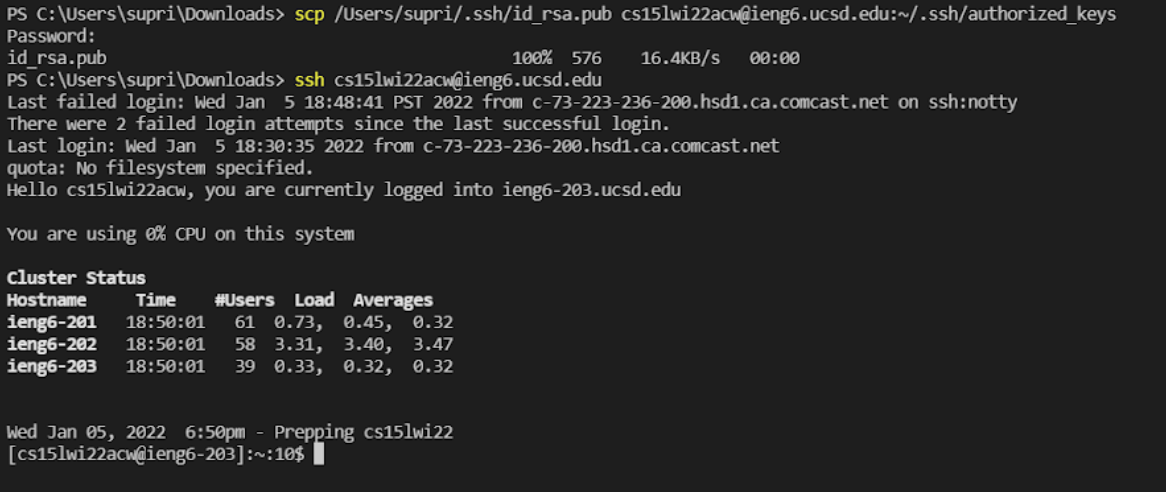 PS C:\Users\supri\Downloads> scp /Users/supri/.ssh/id_rsa.pub cs15lwi22acw@ieng6.ucsd.edu:~/.ssh/authorized_keys
Password:
id_rsa.pub                                         100%  576    16.4KB/s   00:00
PS C:\Users\supri\Downloads> ssh cs15lwi22acw@ieng6.ucsd.edu
Last failed login: Wed Jan  5 18:48:41 PST 2022 from c-73-223-236-200.hsd1.ca.comcast.net on ssh:notty
There were 2 failed login attempts since the last successful login.
Last login: Wed Jan  5 18:30:35 2022 from c-73-223-236-200.hsd1.ca.comcast.net
quota: No filesystem specified.
Hello cs15lwi22acw, you are currently logged into ieng6-203.ucsd.edu
You are using 0% CPU on this system
Cluster Status
Hostname     Time    #Users  Load  Averages
ieng6-201   18:50:01   61  0.73,  0.45,  0.32
ieng6-202   18:50:01   58  3.31,  3.40,  3.47
ieng6-203   18:50:01   39  0.33,  0.32,  0.32
Wed Jan 05, 2022  6:50pm - Prepping cs15lwi22
[cs15lwi22acw@ieng6-203]:~:10$